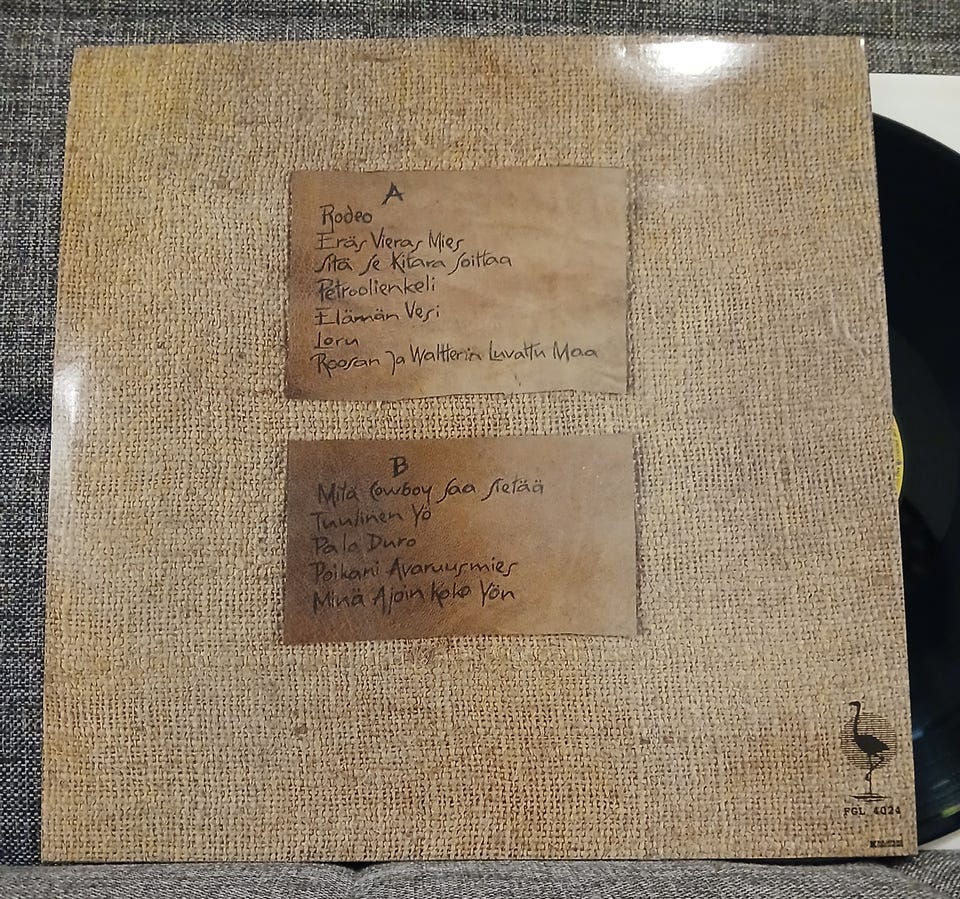 A
Rodeo
Eräs Vieras Mies
Sitä Se Kitara Soittaa
Petroolienkeli
Elämän Vesi
Loru
Roosan Ja Waltterin Luvattu Maa
B
Mitä Cowboy Saa Sietää
Tuulinen Yö
Palo Duro
Poikani Avaruusmies
Minä Ajoin Koko Yön
FGL 4024